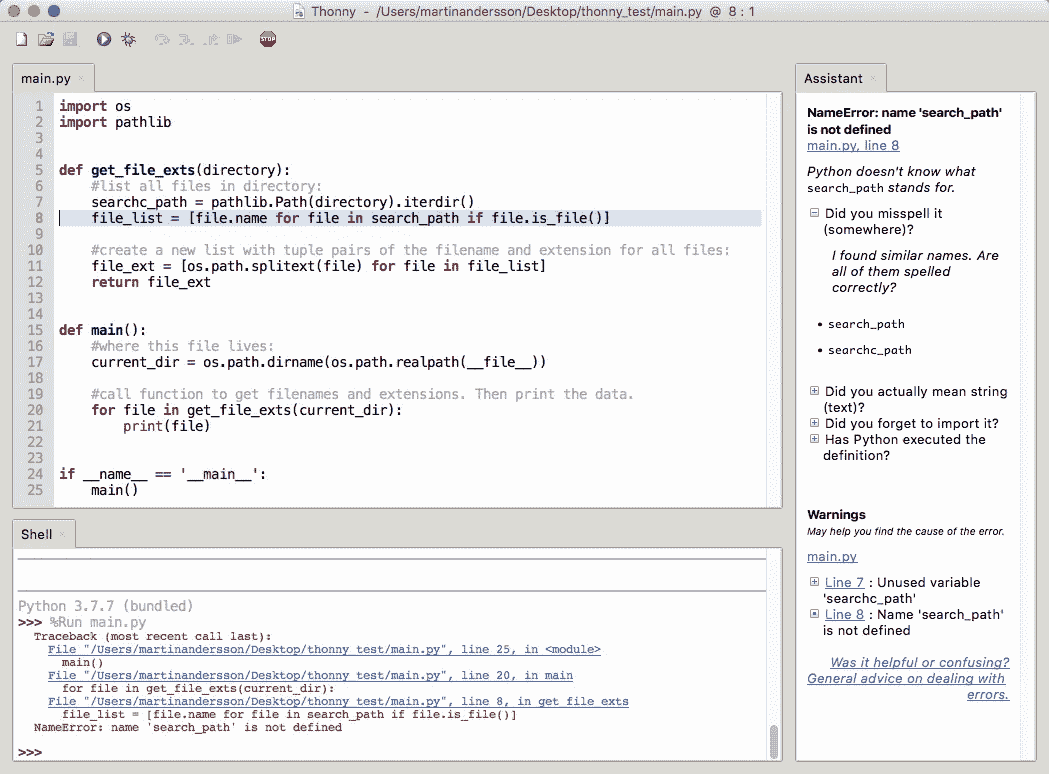 Thonny - /Users/martinandersson/Desktop/thonny_test/main.py @ 8 : 1
STOP
main.py
1 import os
2 import pathlib
3
4
5 def get_file_exts(directory):
6 #list all files in directory:
7 searchc_path = pathlib.Path(directory).iterdir()
8 file_list = [file.name for file in search_path if file.is_file()]
9
10 #create a new list with tuple pairs of the filename and extension for all files:
11 file_ext = [os.path.splitext(file) for file in file_list]
12 return file_ext
13
14
15 def main():
16 #where this file lives:
17 current_dir = os.path.dirname(os.path.realpath(__file__))
18
19 #call function to get filenames and extensions. Then print the data.
20 for file in get_file_exts(current_dir):
21 print(file)
22
23
24 if __name__ == '__main__':
25 main()
Shell
Python 3.7.7 (bundled)
>>> %Run main.py
Traceback (most recent call last):
File "/Users/martinandersson/Desktop/thonny_test/main.py", line 25, in <module>
main()
File "/Users/martinandersson/Desktop/thonny_test/main.py", line 20, in main
for file in get_file_exts(current_dir):
File "/Users/martinandersson/Desktop/thonny_test/main.py", line 8, in get_file_exts
file_list = [file.name for file in search_path if file.is_file()]
NameError: name 'search_path' is not defined
>>>
Assistant
NameError: name 'search_path'
is not defined
main.py, line 8
Python doesn't know what
search_path stands for.
Did you misspell it
(somewhere)?
I found similar names. Are
all of them spelled
correctly?
• search_path
• searchc_path
Did you actually mean string
(text)?
Did you forget to import it?
Has Python executed the
definition?
Warnings
May help you find the cause of the error.
main.py
Line 7 : Unused variable
'searchc_path'
Line 8 : Name 'search_path'
is not defined
Was it helpful or confusing?
General advice on dealing with
errors.